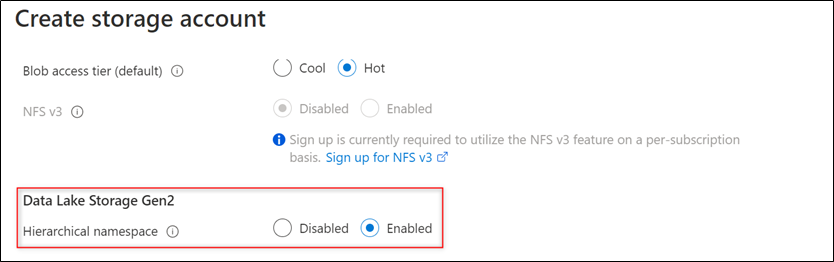 Create storage account
Blob access tier (default) Cool Hot
NFS v3 Disabled Enabled
Sign up is currently required to utilize the NFS v3 feature on a per-subscription
basis. Sign up for NFS v3
Data Lake Storage Gen2
Hierarchical namespace Disabled Enabled